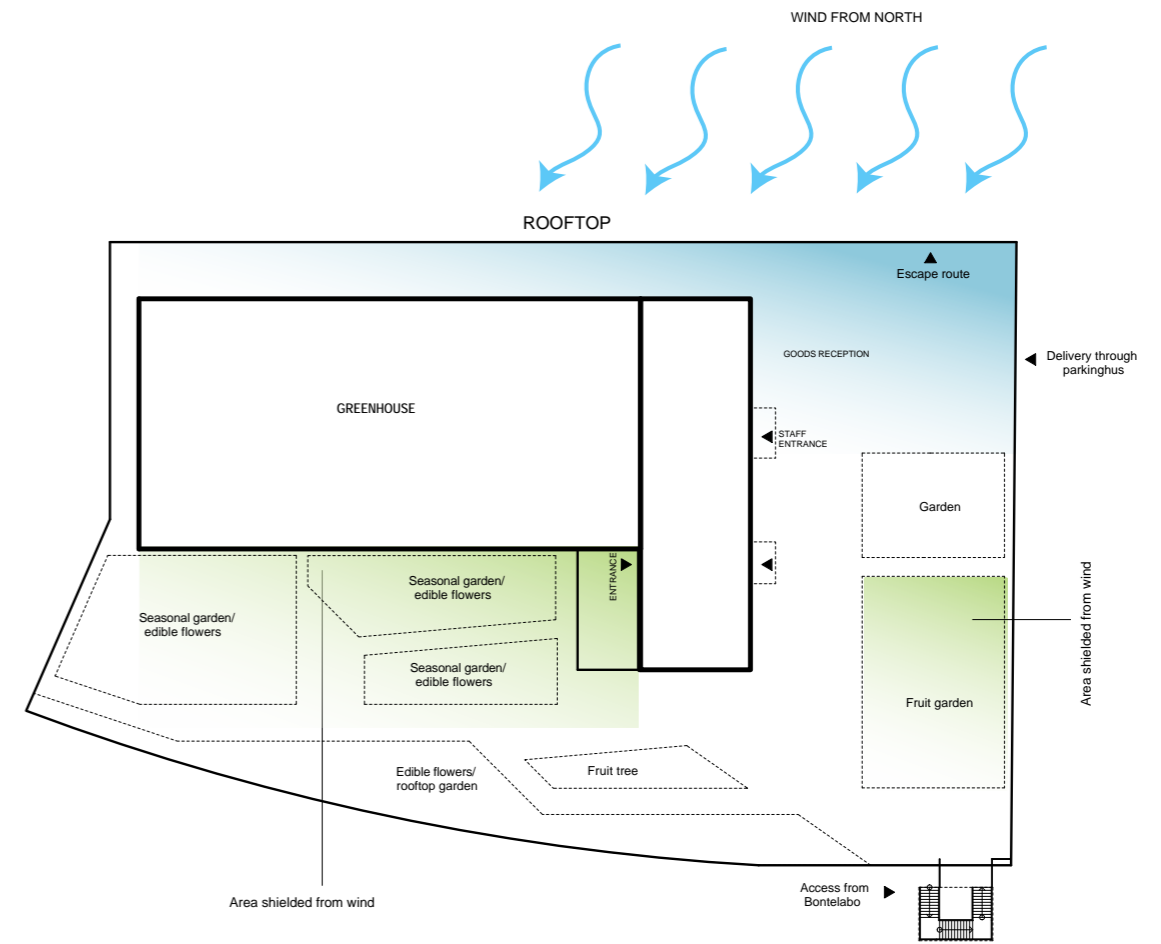 WIND FROM NORTH
ROOFTOP
Escape route
GOODS RECEPTION
Delivery through
parkinghus
GREENHOUSE
STAFF
ENTRANCE
Garden
ENTRANCE
Seasonal garden/
edible flowers
Seasonal garden/
edible flowers
Seasonal garden/
edible flowers
Area shielded from wind
Fruit garden
Edible flowers/
rooftop garden
Fruit tree
Access from
Bontelabo
Area shielded from wind